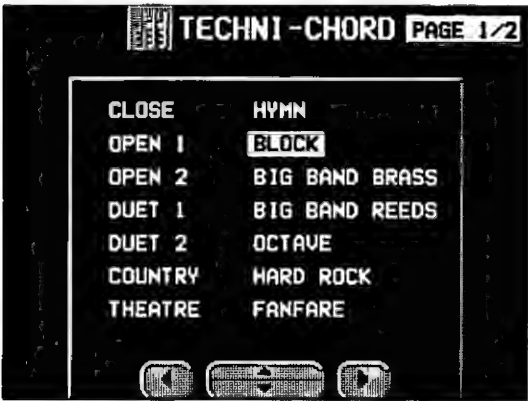 TECHNI-CHORD PAGE 1/2
CLOSE HYMN
OPEN 1 BLOCK
OPEN 2 BIG BAND BRASS
DUET 1 BIG BAND REEDS
DUET 2 OCTAVE
COUNTRY HARD ROCK
THEATRE FANFARE